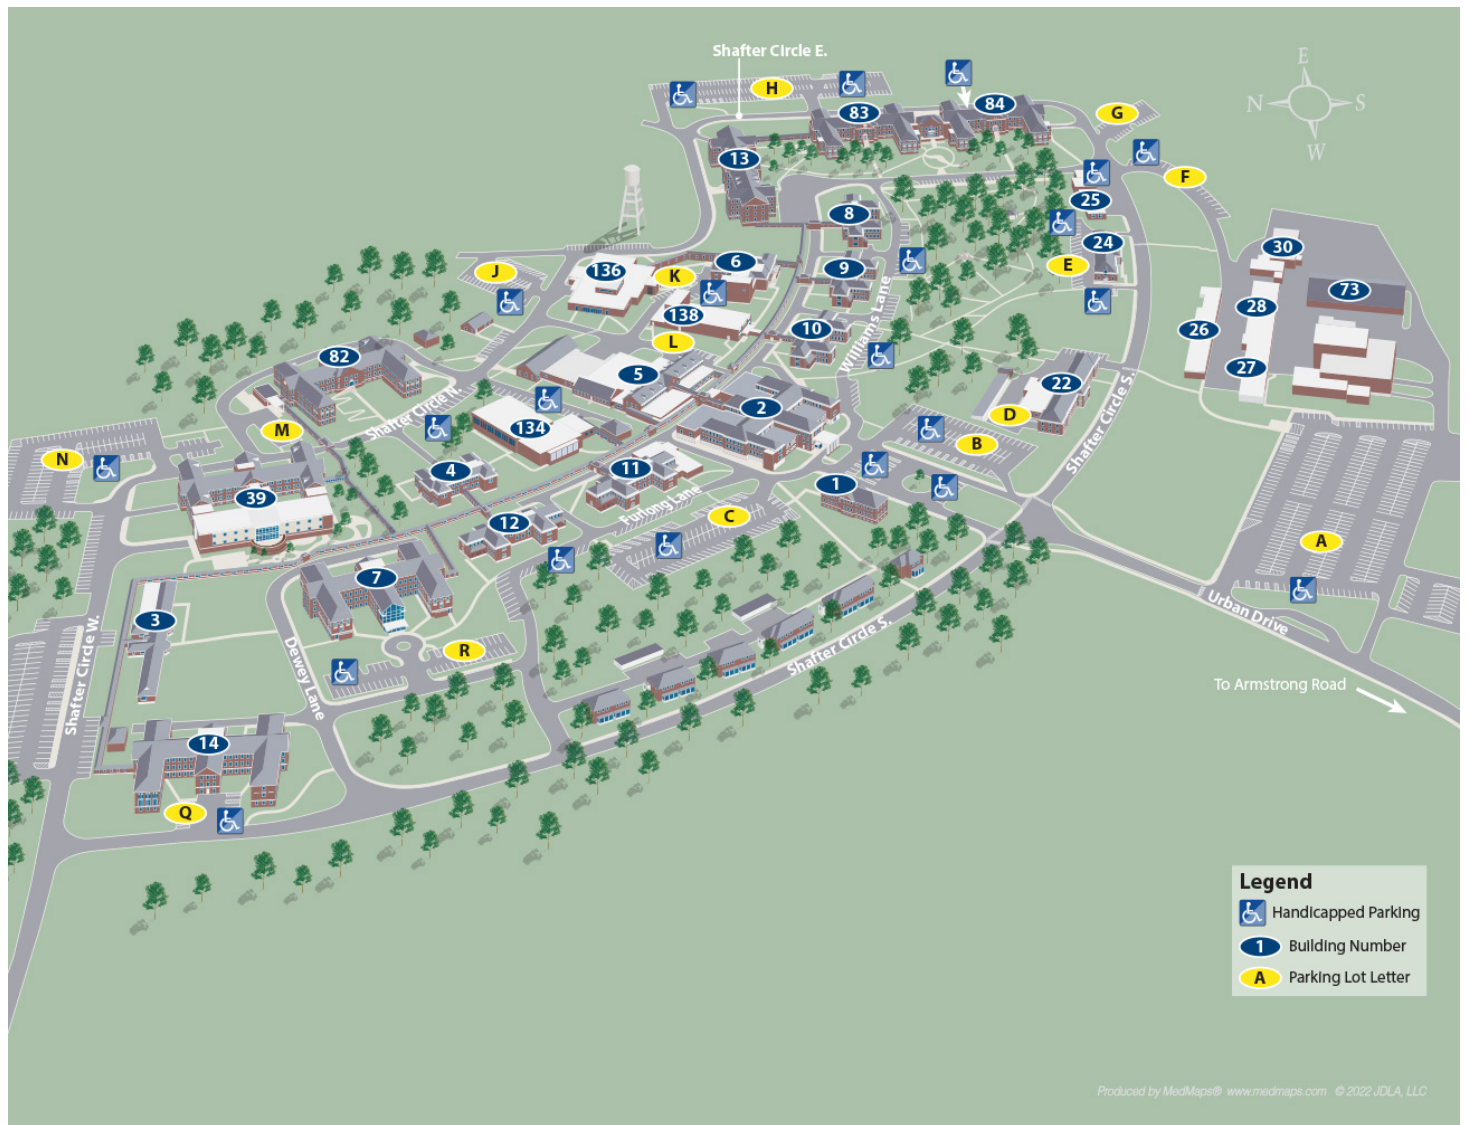 Shafter Circle E.
E
N
S
W
H
83
84
G
13
F
25
8
24
30
6
136
K
9
E
J
73
28
138
10
26
Williams Lane
L
82
5
27
22
2
D
Shafter Circle N.
134
B
Shafter Circle S.
M
N
4
11
1
39
Furlong Lane
C
12
A
7
3
Urban Drive
Shafter Circle W.
Dewey Lane
R
Shafter Circle S.
To Armstrong Road
14
Q
Legend
Handicapped Parking
1 Building Number
A Parking Lot Letter
Produced by MedMaps® www.medmaps.com © 2022 JDLA, LLC